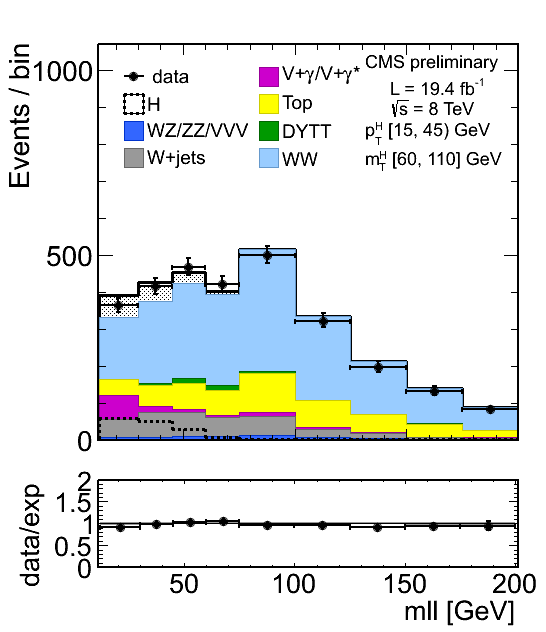 Events / bin
1000
500
0
data
H
WZ/ZZ/VVV
W+jets
V+γ/V+γ*
Top
DYTT
WW
CMS preliminary
L = 19.4 fb⁻¹
√s = 8 TeV
p_T^H [15, 45) GeV
m_T^H [60, 110] GeV
data/exp
2
1.5
1
0.5
0
50 100 150 200
mll [GeV]